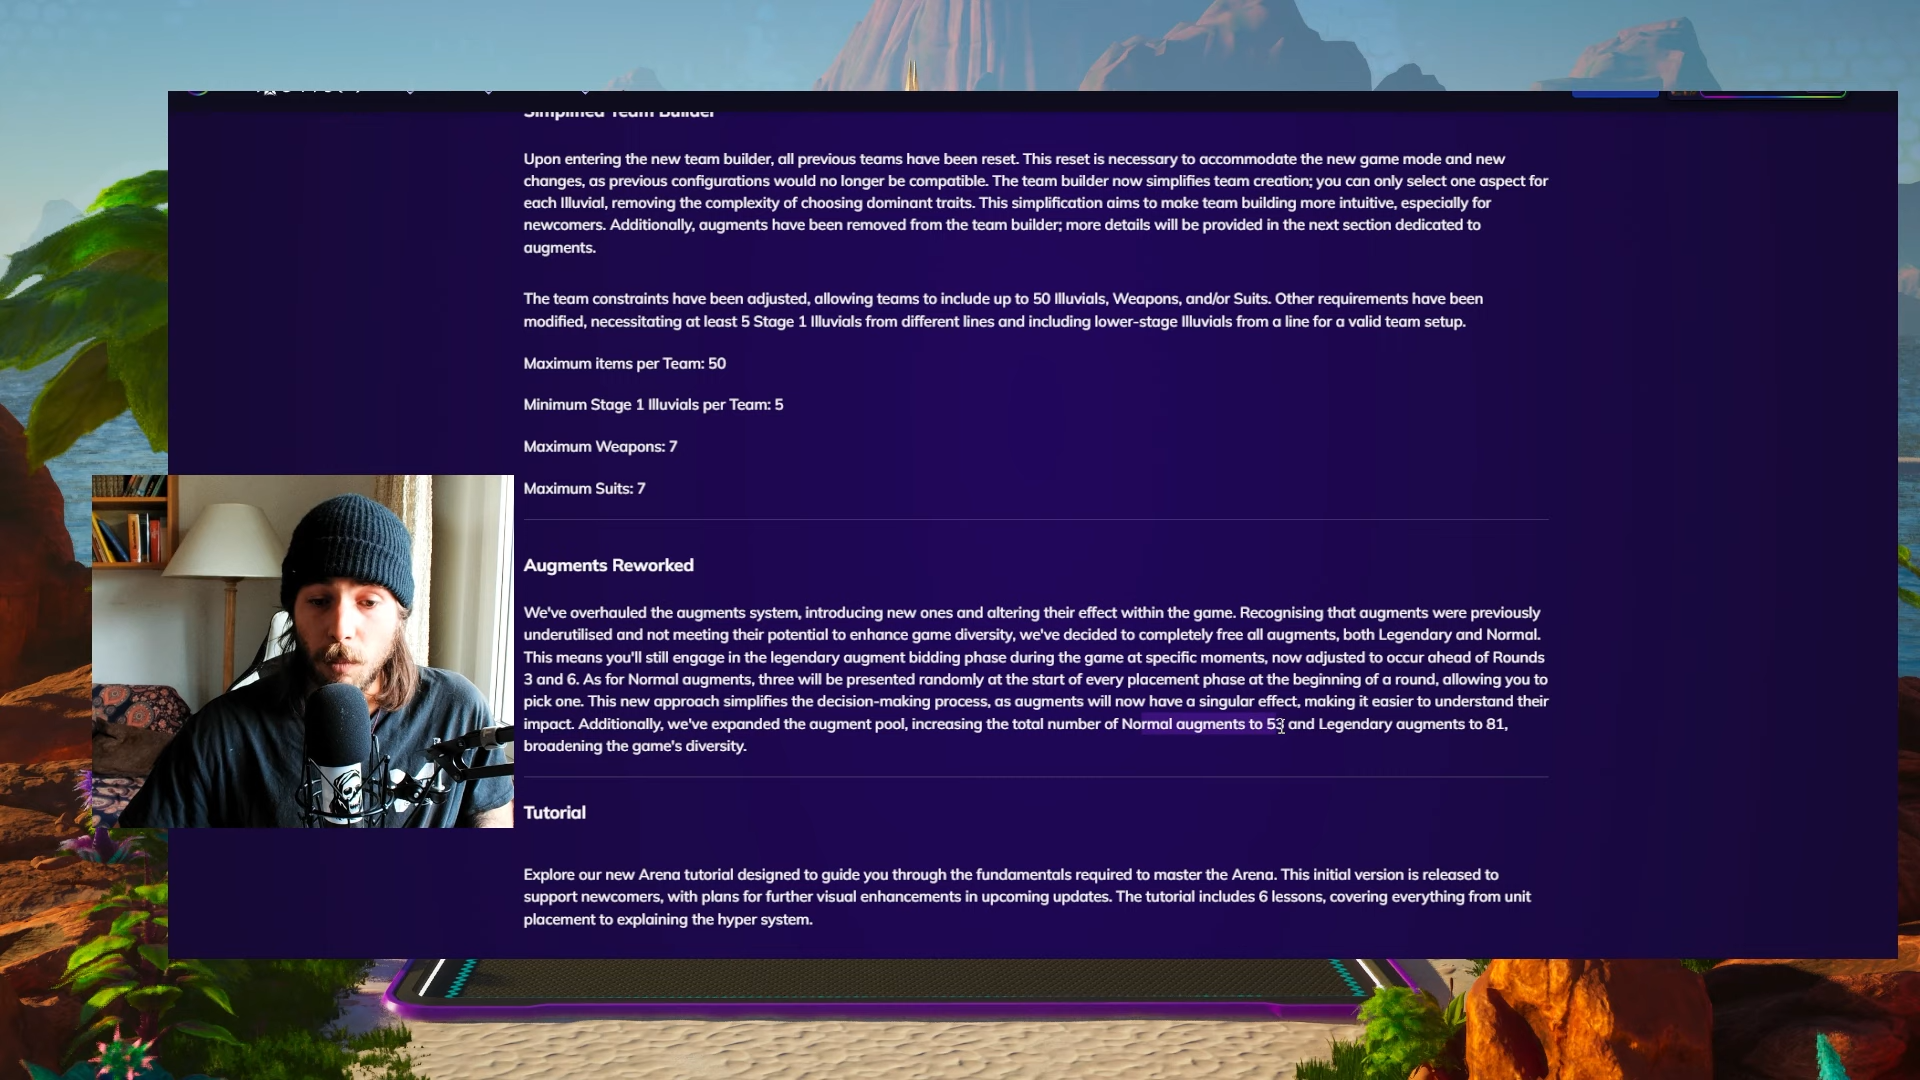 Simplified Team Builder
Upon entering the new team builder, all previous teams have been reset. This reset is necessary to accommodate the new game mode and new
changes, as previous configurations would no longer be compatible. The team builder now simplifies team creation; you can only select one aspect for
each Illuvial, removing the complexity of choosing dominant traits. This simplification aims to make team building more intuitive, especially for
newcomers. Additionally, augments have been removed from the team builder; more details will be provided in the next section dedicated to
augments.
The team constraints have been adjusted, allowing teams to include up to 50 Illuvials, Weapons, and/or Suits. Other requirements have been
modified, necessitating at least 5 Stage 1 Illuvials from different lines and including lower-stage Illuvials from a line for a valid team setup.
Maximum items per Team: 50
Minimum Stage 1 Illuvials per Team: 5
Maximum Weapons: 7
Maximum Suits: 7
Augments Reworked
We've overhauled the augments system, introducing new ones and altering their effect within the game. Recognising that augments were previously
underutilised and not meeting their potential to enhance game diversity, we've decided to completely free all augments, both Legendary and Normal.
This means you'll still engage in the legendary augment bidding phase during the game at specific moments, now adjusted to occur ahead of Rounds
3 and 6. As for Normal augments, three will be presented randomly at the start of every placement phase at the beginning of a round, allowing you to
pick one. This new approach simplifies the decision-making process, as augments will now have a singular effect, making it easier to understand their
impact. Additionally, we've expanded the augment pool, increasing the total number of Normal augments to 53 and Legendary augments to 81,
broadening the game's diversity.
Tutorial
Explore our new Arena tutorial designed to guide you through the fundamentals required to master the Arena. This initial version is released to
support newcomers, with plans for further visual enhancements in upcoming updates. The tutorial includes 6 lessons, covering everything from unit
placement to explaining the hyper system.